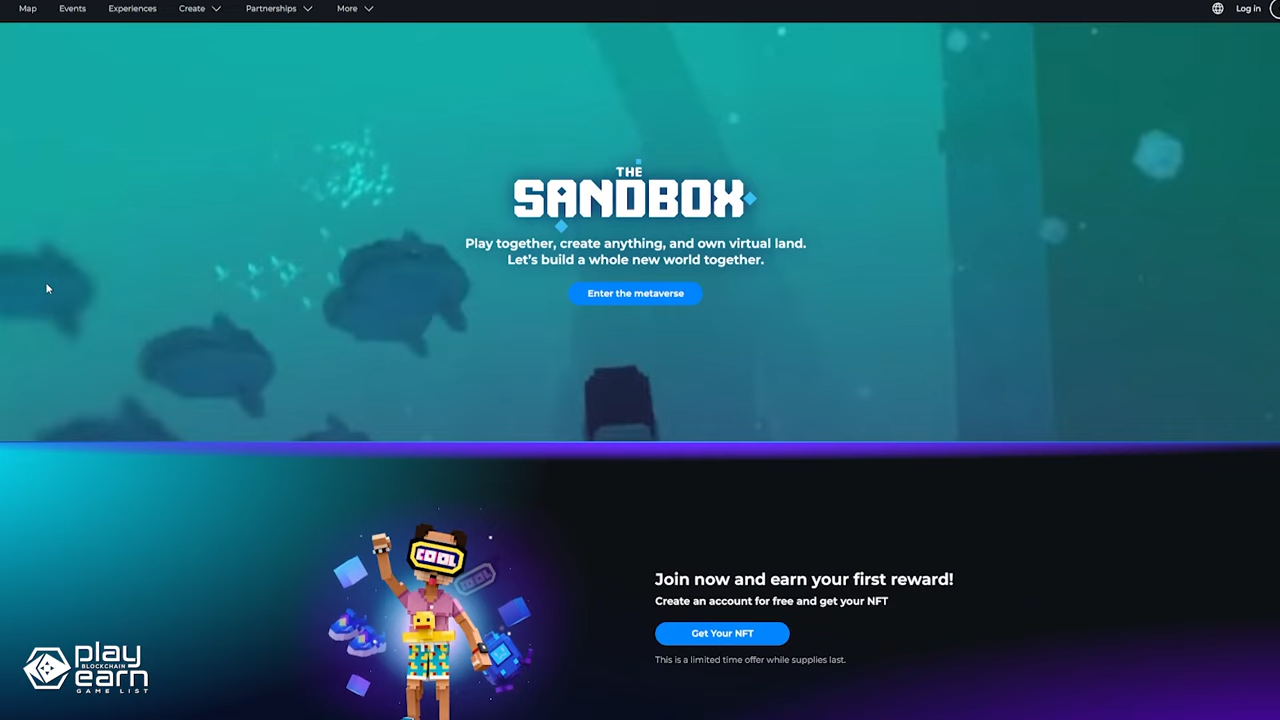 Map Events Experiences Create Partnerships More Log in
THE
SANDBOX
Play together, create anything, and own virtual land.
Let's build a whole new world together.
Enter the metaverse
COOL
COOL
Join now and earn your first reward!
Create an account for free and get your NFT
Get Your NFT
This is a limited time offer while supplies last.
play
BLOCKCHAIN
earn
GAME LIST